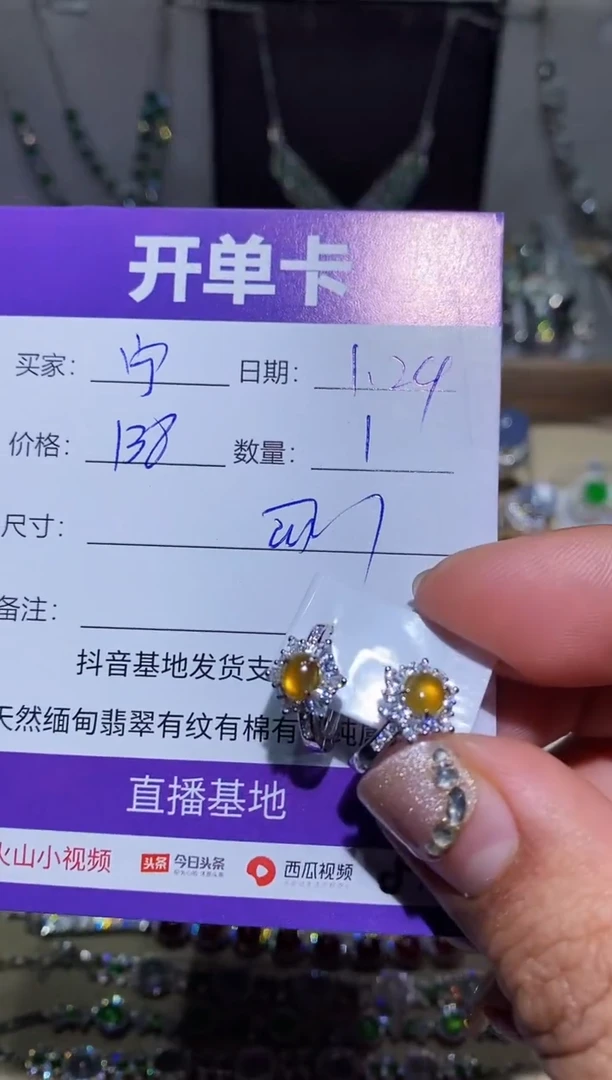 开单卡
买家: 宁 日期: 1.24
价格: 138 数量: 1
尺寸:
备注:
抖音基地发货支
天然缅甸翡翠有纹有棉有
直播基地
火山小视频 头条 今日头条 西瓜视频